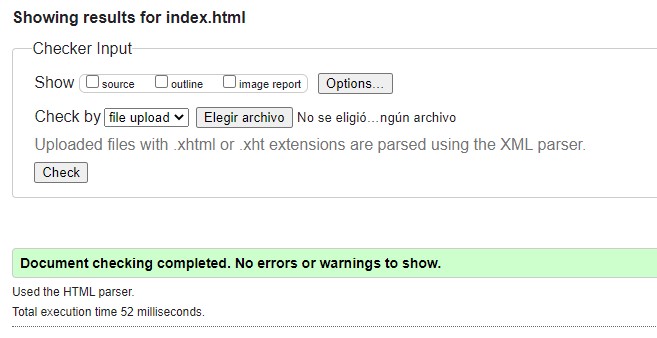 Showing results for index.html
Checker Input
Show source outline image report Options...
Check by file upload Elegir archivo No se eligió…ngún archivo
Uploaded files with .xhtml or .xht extensions are parsed using the XML parser.
Check
Document checking completed. No errors or warnings to show.
Used the HTML parser.
Total execution time 52 milliseconds.